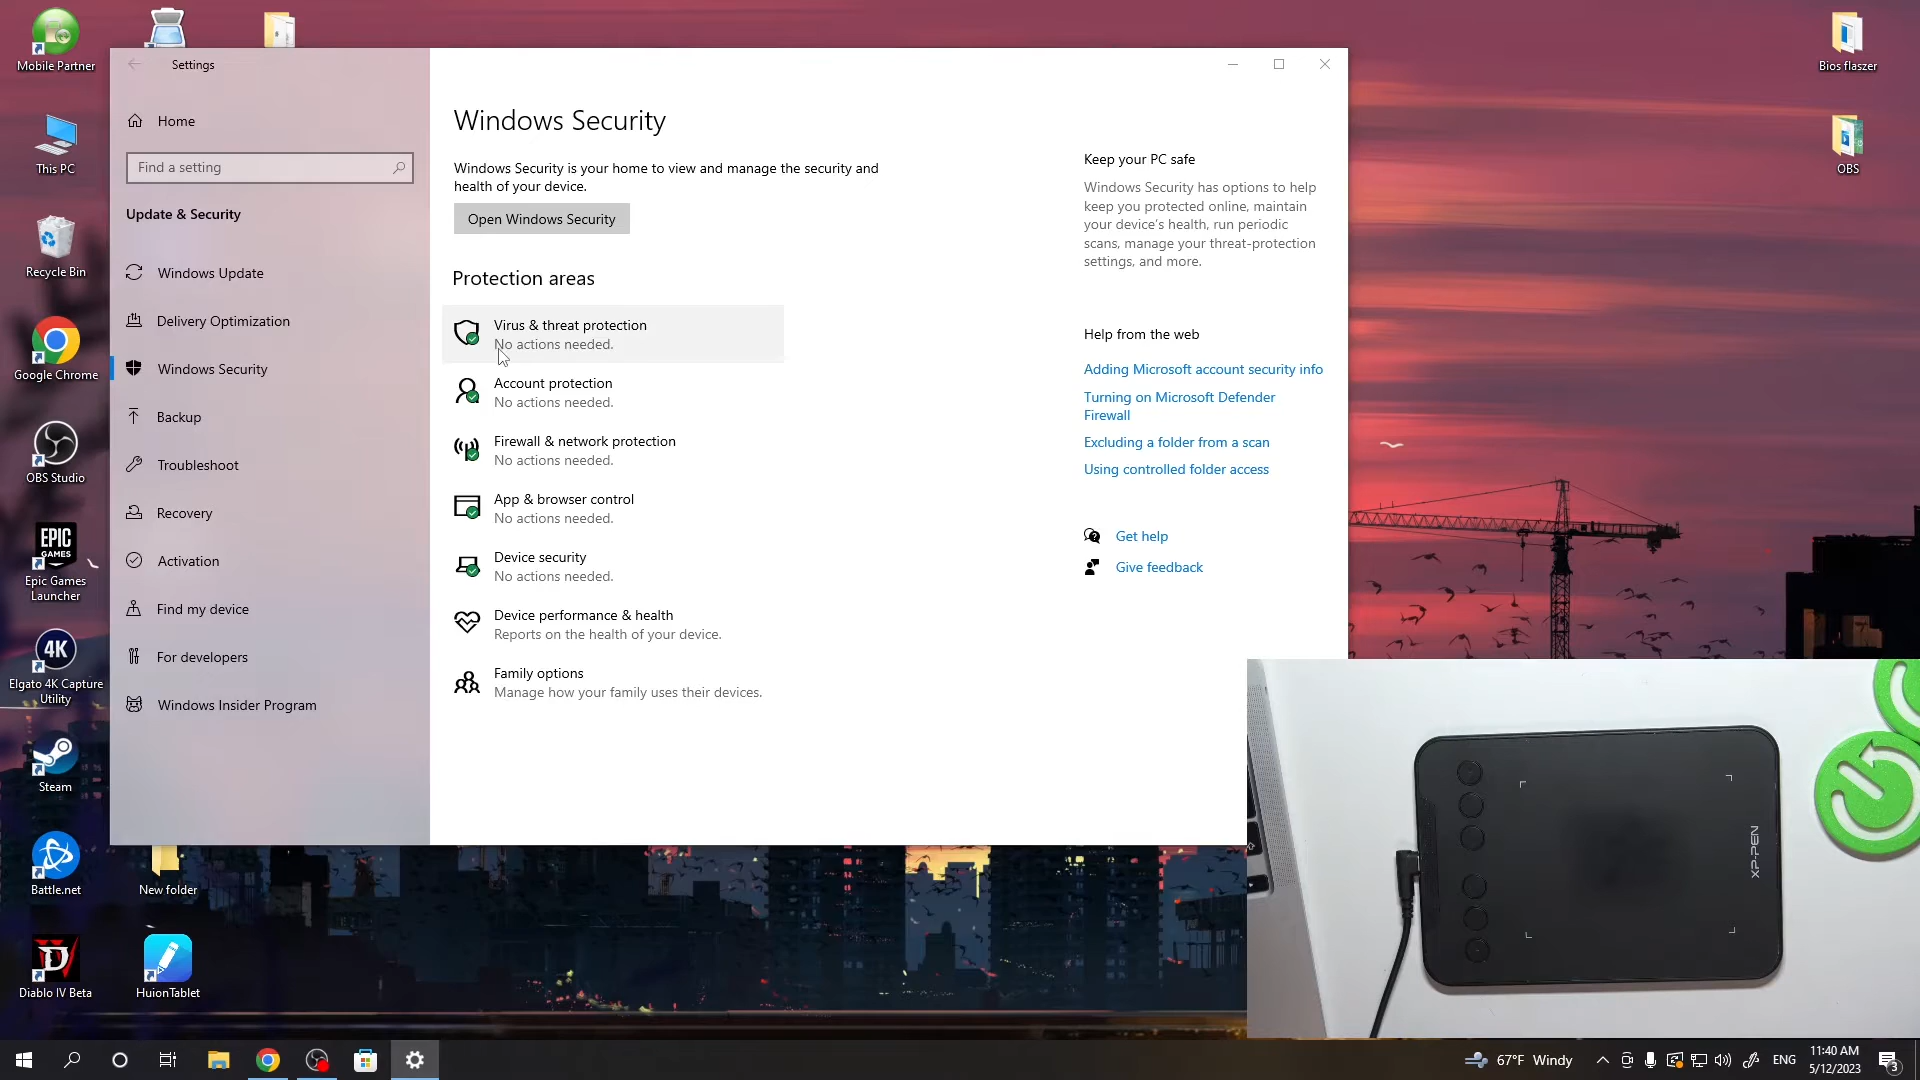 Mobile Partner
This PC
Recycle Bin
Google Chrome
OBS Studio
EPIC
GAMES
Epic Games
Launcher
4K
Elgato 4K Capture
Utility
Steam
Battle.net
New folder
Diablo IV Beta
HuionTablet
Bios flaszer
OBS
Settings
Home
Find a setting
Update & Security
Windows Update
Delivery Optimization
Windows Security
Backup
Troubleshoot
Recovery
Activation
Find my device
For developers
Windows Insider Program
Windows Security
Windows Security is your home to view and manage the security and
health of your device.
Open Windows Security
Protection areas
Virus & threat protection
No actions needed.
Account protection
No actions needed.
Firewall & network protection
No actions needed.
App & browser control
No actions needed.
Device security
No actions needed.
Device performance & health
Reports on the health of your device.
Family options
Manage how your family uses their devices.
Keep your PC safe
Windows Security has options to help
keep you protected online, maintain
your device's health, run periodic
scans, manage your threat-protection
settings, and more.
Help from the web
Adding Microsoft account security info
Turning on Microsoft Defender
Firewall
Excluding a folder from a scan
Using controlled folder access
Get help
Give feedback
XP-PEN
67°F Windy
ENG
11:40 AM
5/12/2023
3